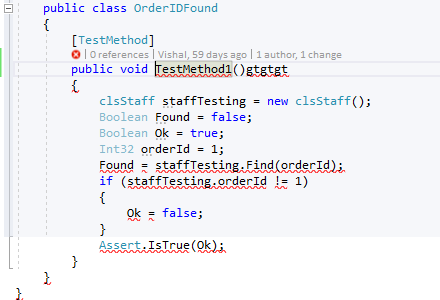 public class OrderIDFound
{
[TestMethod]
0 references | Vishal, 59 days ago | 1 author, 1 change
public void TestMethod1()gtgtgt
{
clsStaff staffTesting = new clsStaff();
Boolean Found = false;
Boolean Ok = true;
Int32 orderId = 1;
Found = staffTesting.Find(orderId);
if (staffTesting.orderId != 1)
{
Ok = false;
}
Assert.IsTrue(Ok);
}
}
}